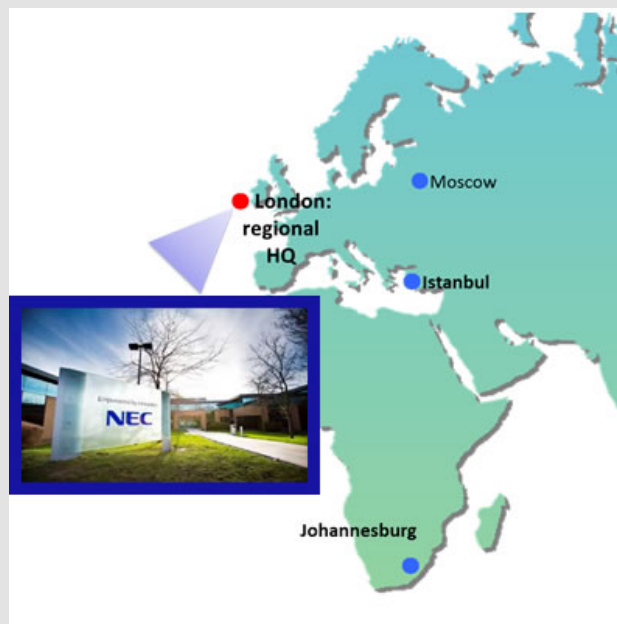 Moscow
London:
regional
HQ
Istanbul
NEC
Johannesburg